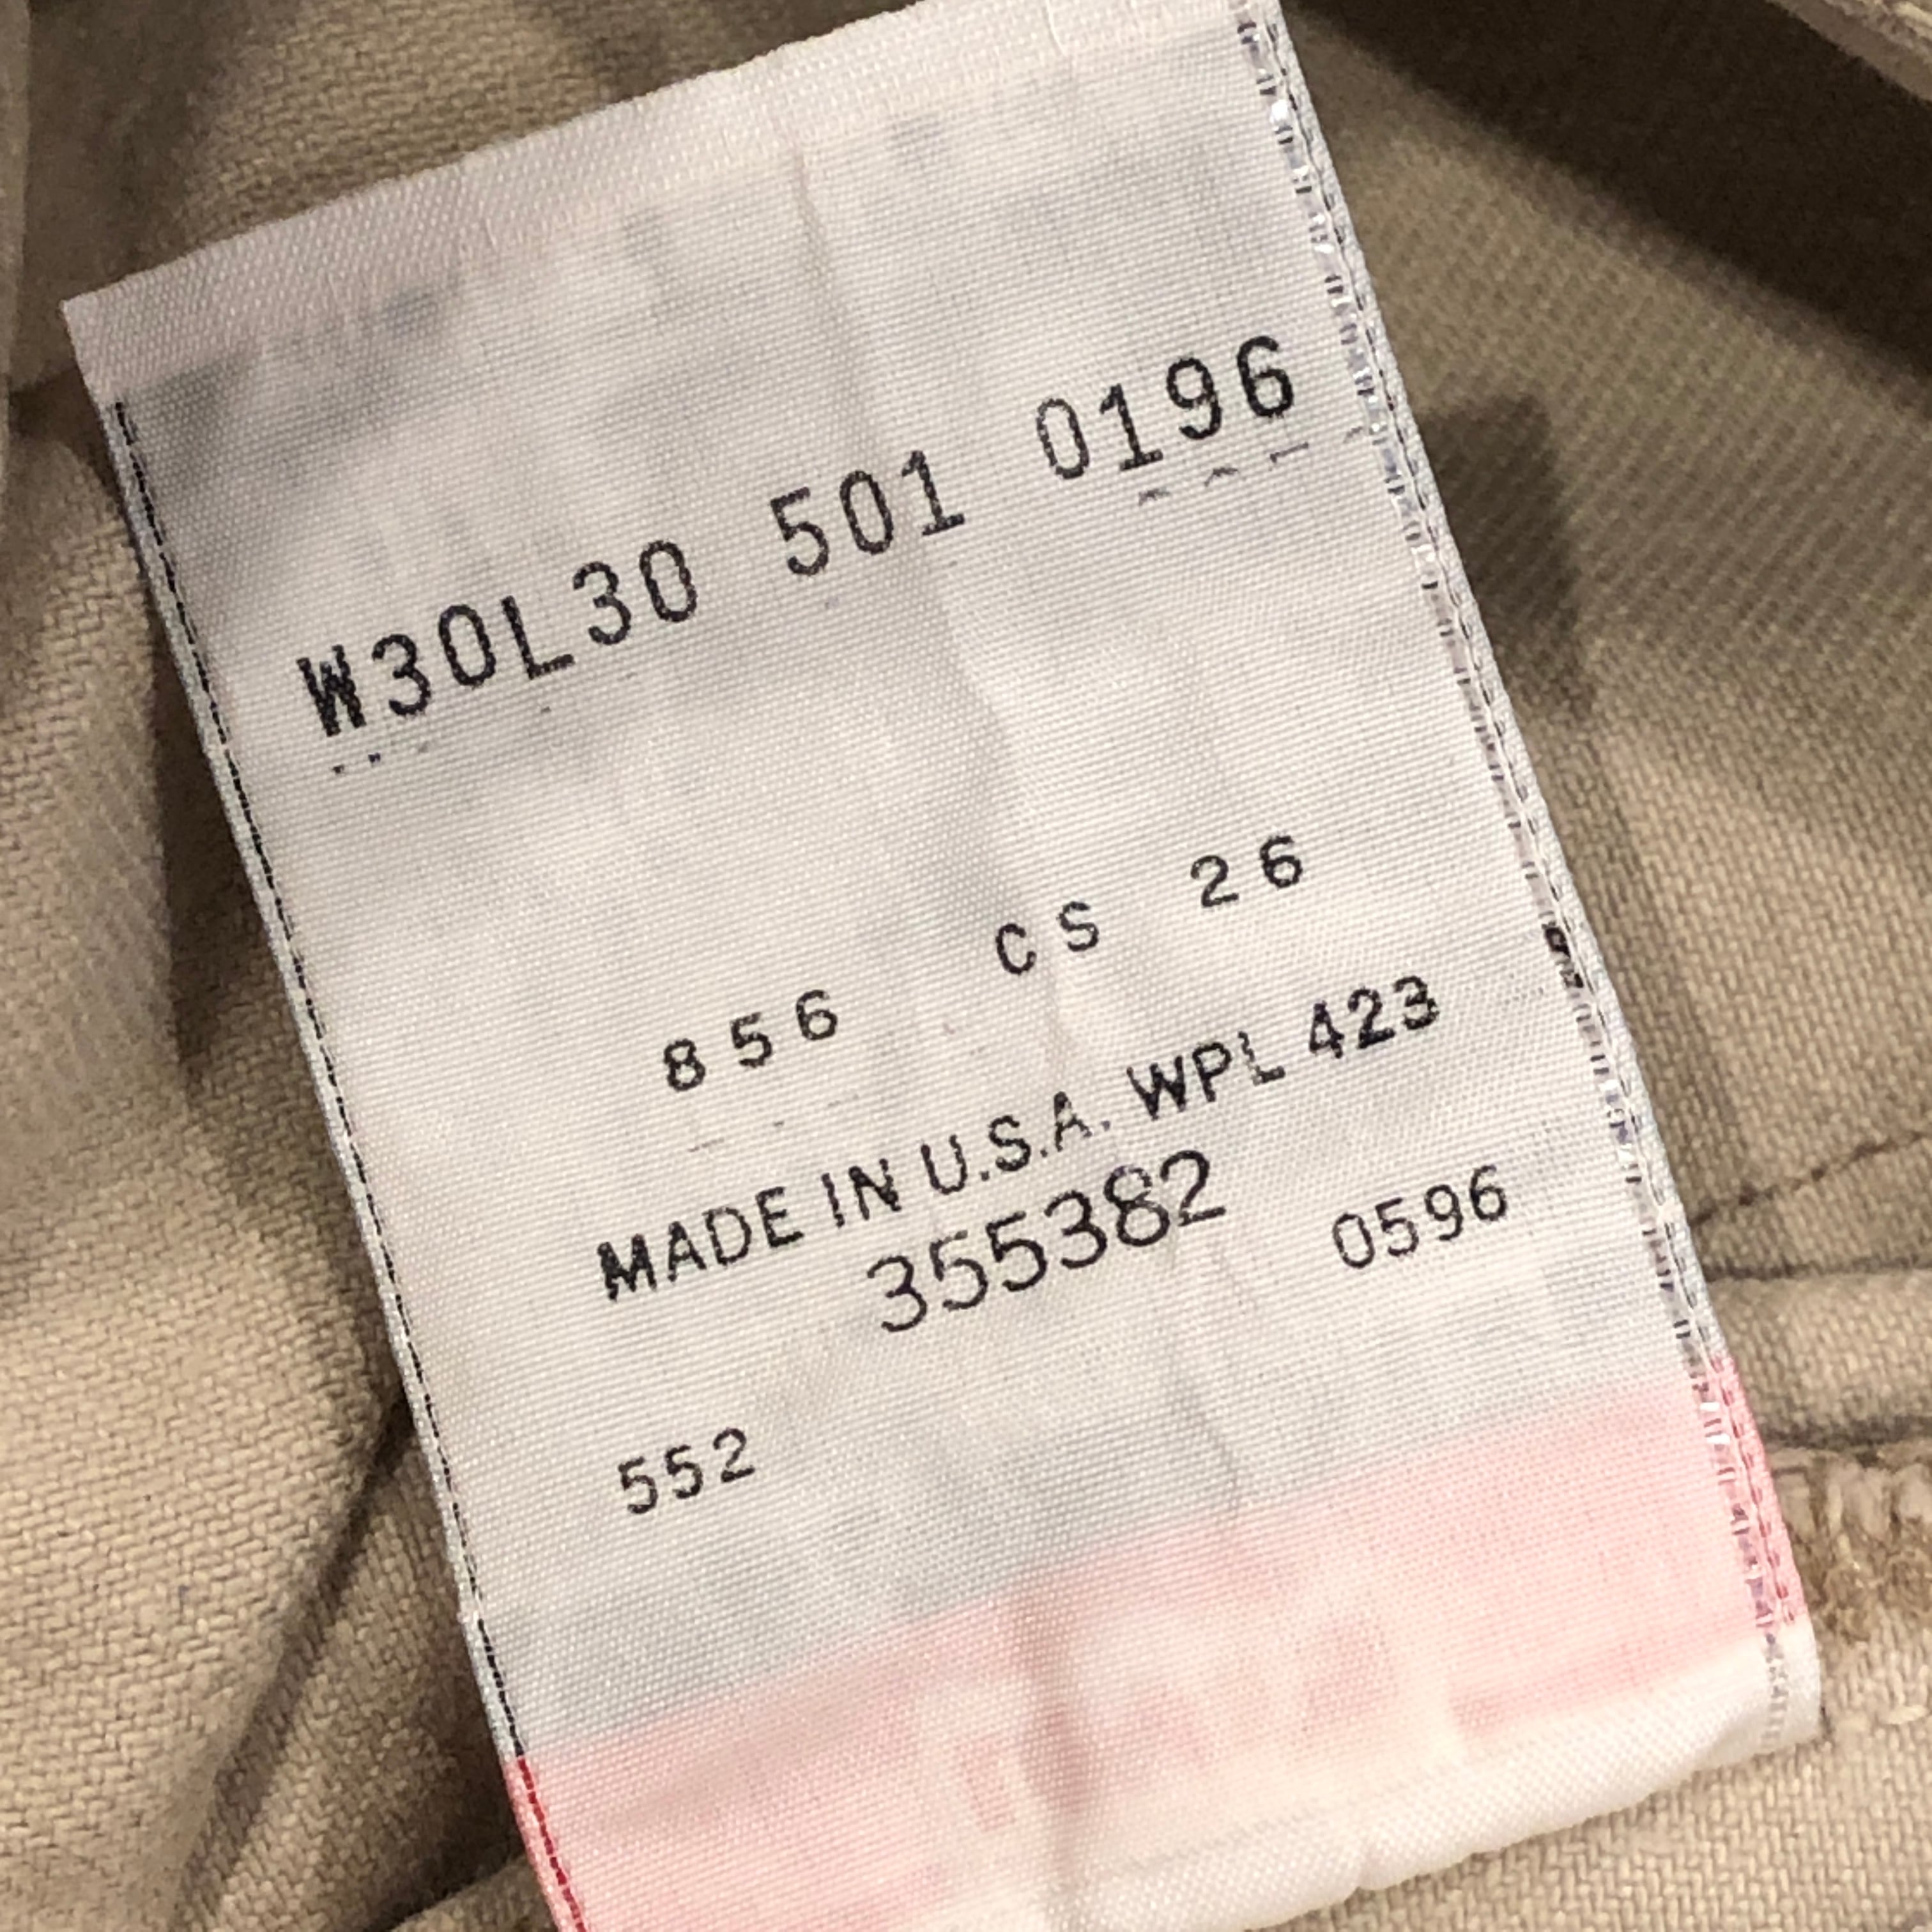 W30L30 501 0196
856 CS 26
MADE IN U.S.A. WPL 423
355382 0596
552